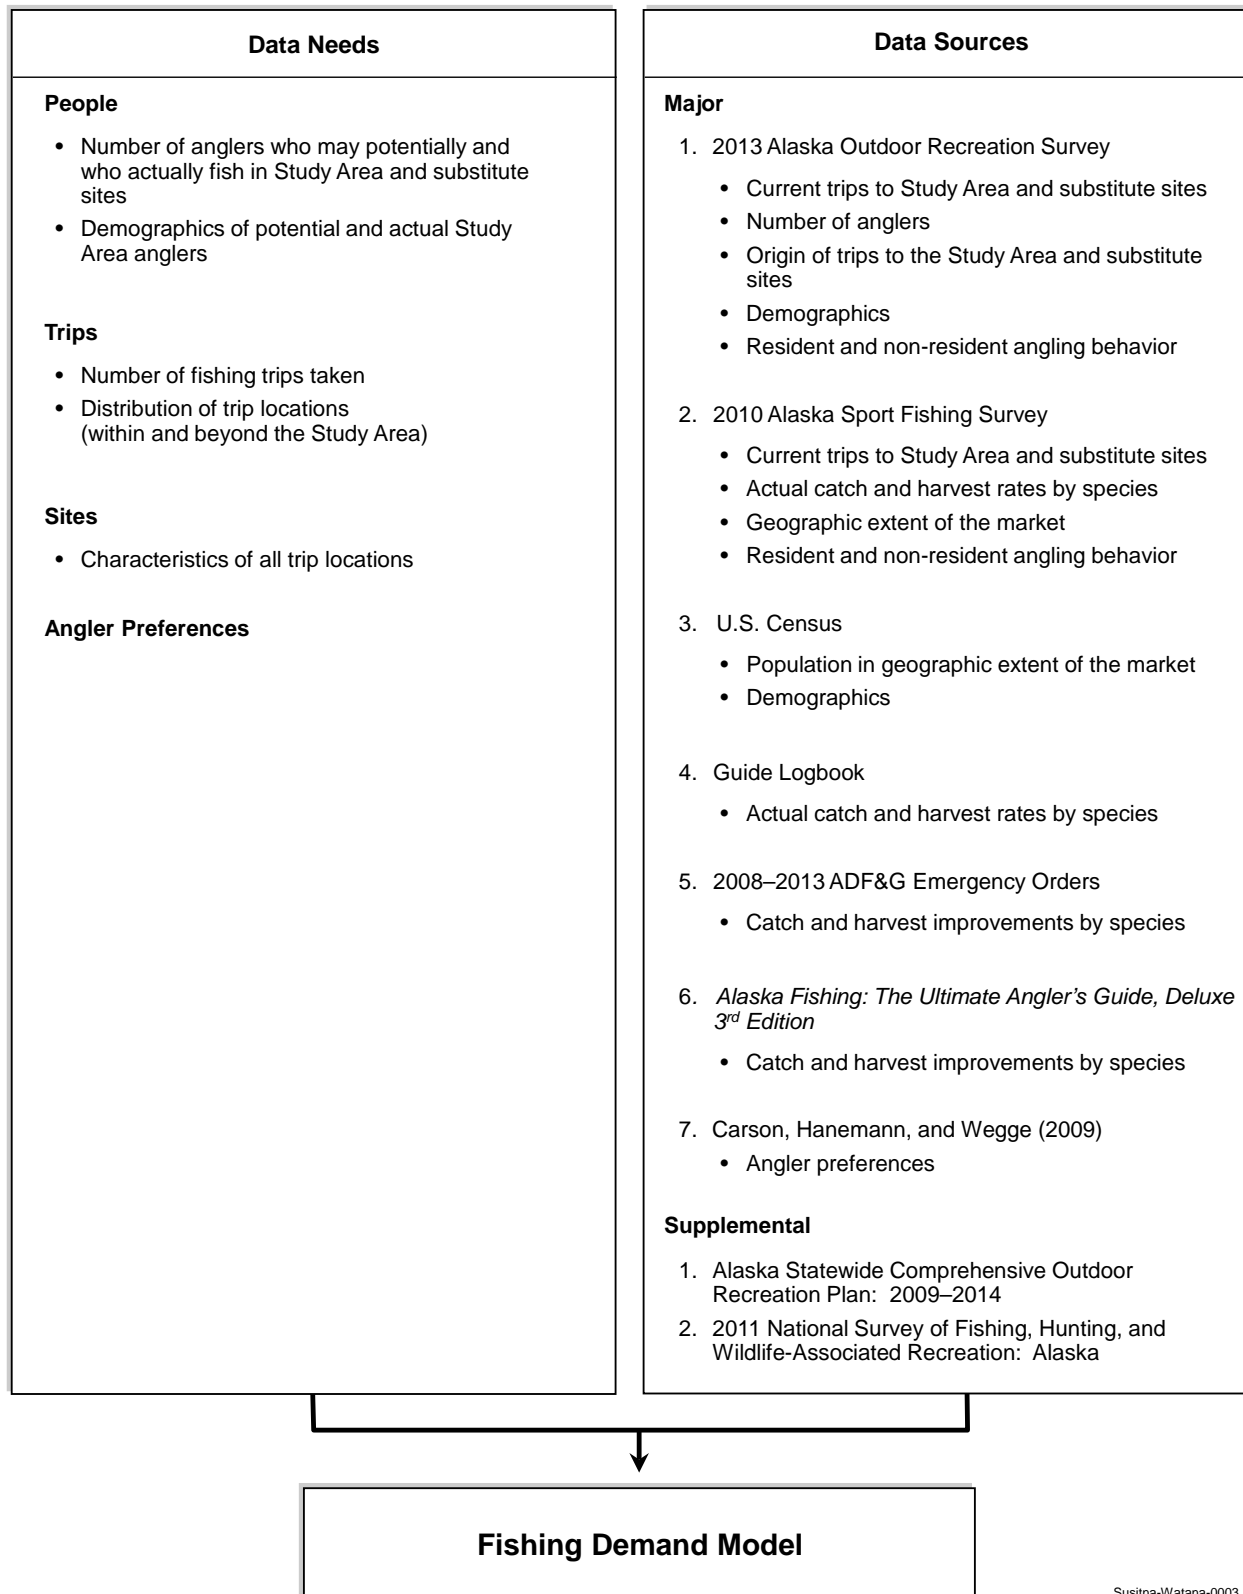 Data Needs
People
• Number of anglers who may potentially and
who actually fish in Study Area and substitute
sites
• Demographics of potential and actual Study
Area anglers
Trips
• Number of fishing trips taken
• Distribution of trip locations
(within and beyond the Study Area)
Sites
• Characteristics of all trip locations
Angler Preferences
Data Sources
Major
1. 2013 Alaska Outdoor Recreation Survey
• Current trips to Study Area and substitute sites
• Number of anglers
• Origin of trips to the Study Area and substitute
sites
• Demographics
• Resident and non-resident angling behavior
2. 2010 Alaska Sport Fishing Survey
• Current trips to Study Area and substitute sites
• Actual catch and harvest rates by species
• Geographic extent of the market
• Resident and non-resident angling behavior
3. U.S. Census
• Population in geographic extent of the market
• Demographics
4. Guide Logbook
• Actual catch and harvest rates by species
5. 2008–2013 ADF&G Emergency Orders
• Catch and harvest improvements by species
6. Alaska Fishing: The Ultimate Angler's Guide, Deluxe
3rd Edition
• Catch and harvest improvements by species
7. Carson, Hanemann, and Wegge (2009)
• Angler preferences
Supplemental
1. Alaska Statewide Comprehensive Outdoor
Recreation Plan: 2009–2014
2. 2011 National Survey of Fishing, Hunting, and
Wildlife-Associated Recreation: Alaska
Fishing Demand Model
Susitna-Watana-0003